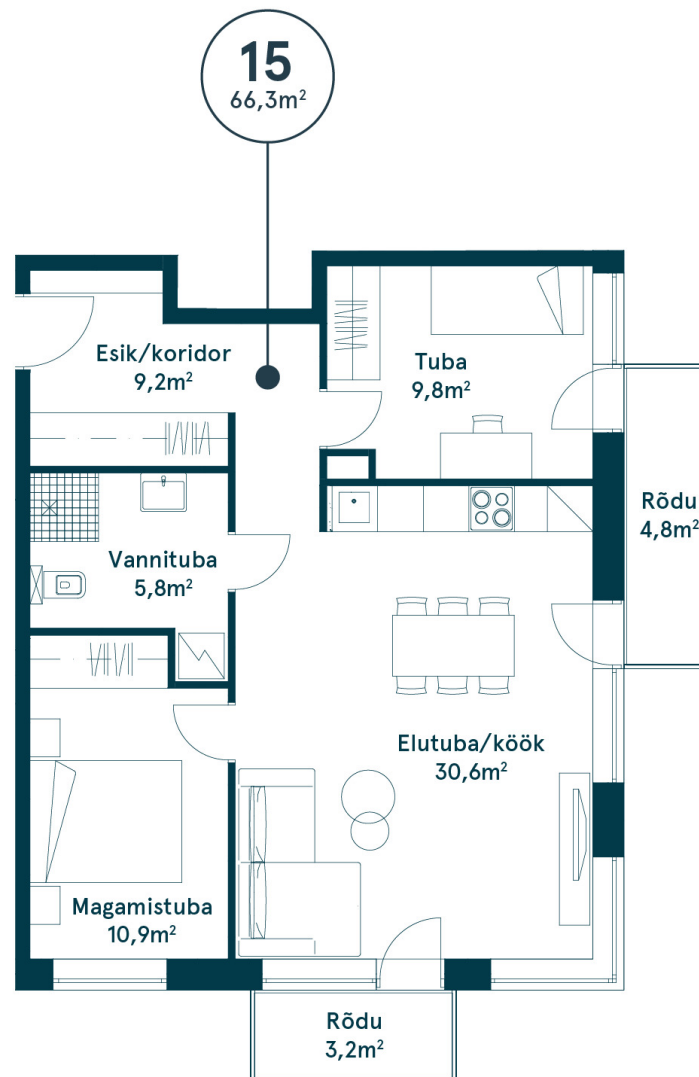 15
66,3m²
Esik/koridor
9,2m²
Tuba
9,8m²
Rõdu
4,8m²
Vannituba
5,8m²
Elutuba/köök
30,6m²
Magamistuba
10,9m²
Rõdu
3,2m²